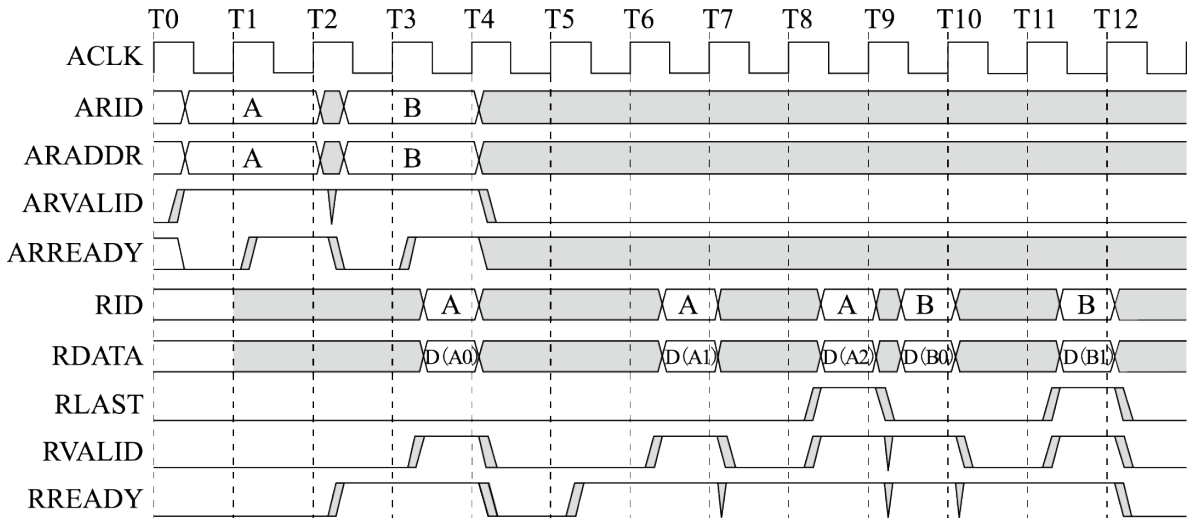 T0 T1 T2 T3 T4 T5 T6 T7 T8 T9 T10 T11 T12
ACLK
ARID A B
ARADDR A B
ARVALID
ARREADY
RID A A A B B
RDATA D(A0) D(A1) D(A2) D(B0) D(B1)
RLAST
RVALID
RREADY